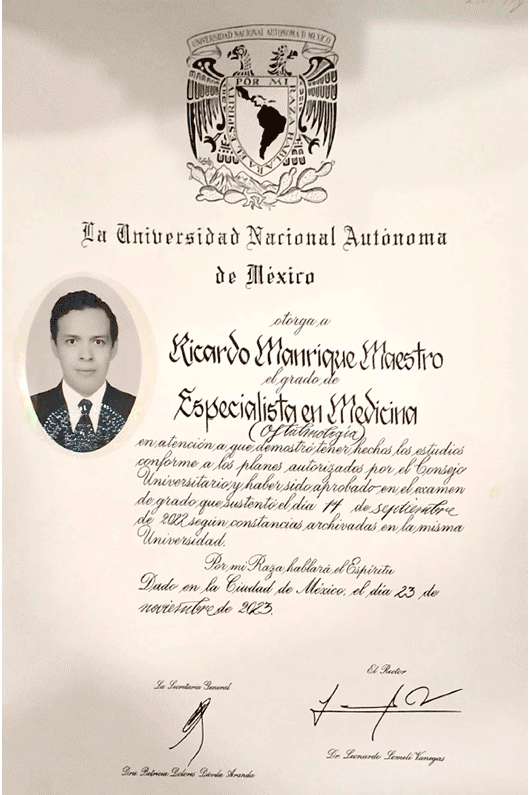 UNIVERSIDAD NACIONAL AUTONOMA D MEXICO
POR MI RAZA HABLARA EL ESPIRITU
La Universidad Nacional Autónoma
de México
otorga a
Ricardo Manrique Maestro
el grado de
Especialista en Medicina
(Oftalmología)
en atención a que demostró tener hechos los estudios
conforme a los planes autorizados por el Consejo
Universitario y haber sido aprobado en el examen
de grado que sustentó el día 14 de septiembre
de 2022 según constancias archivadas en la misma
Universidad.
Por mi Raza hablará el Espíritu
Dado en la Ciudad de México, el día 23 de
noviembre de 2023.
El Rector
La Secretaria General
Dr. Leonardo Lomelí Vanegas
Dra. Patricia Dolores Dávila Aranda